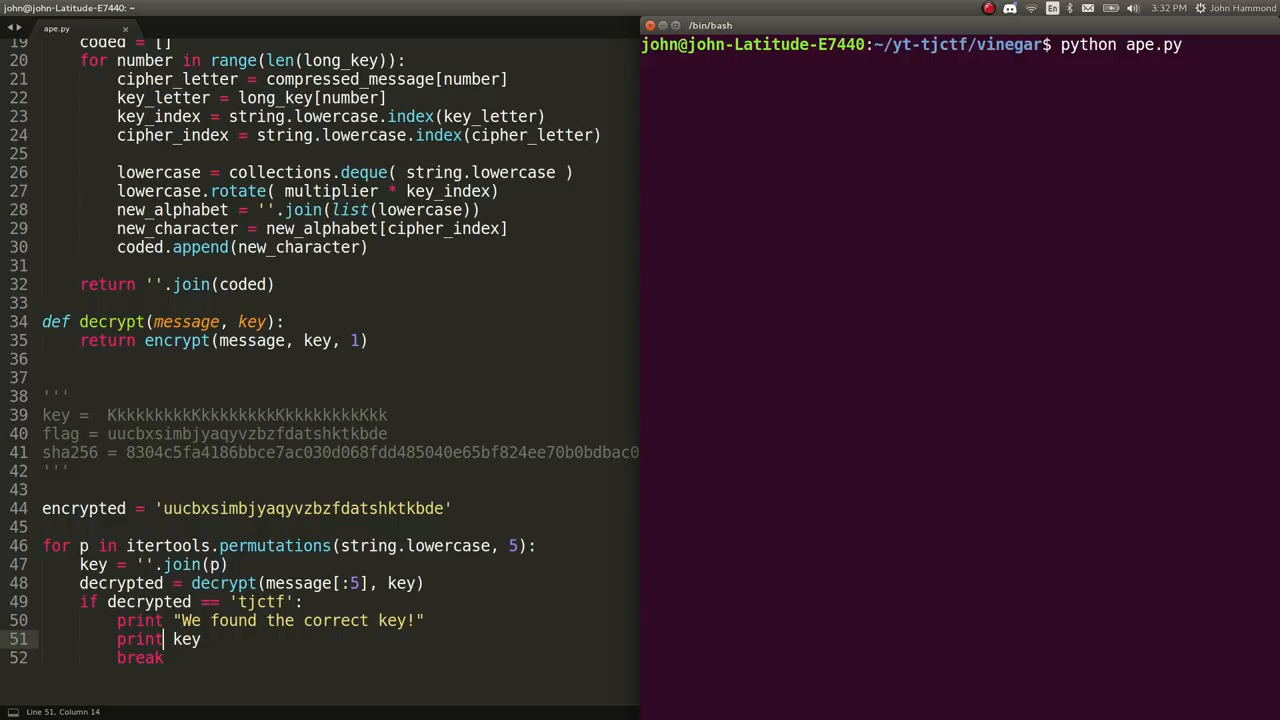 john@john-Latitude-E7440: ~
En
3:32 PM
John Hammond
ape.py
×
/bin/bash
19 coded = []
20 for number in range(len(long_key)):
21 cipher_letter = compressed_message[number]
22 key_letter = long_key[number]
23 key_index = string.lowercase.index(key_letter)
24 cipher_index = string.lowercase.index(cipher_letter)
25
26 lowercase = collections.deque( string.lowercase )
27 lowercase.rotate( multiplier * key_index)
28 new_alphabet = ''.join(list(lowercase))
29 new_character = new_alphabet[cipher_index]
30 coded.append(new_character)
31
32 return ''.join(coded)
33
34 def decrypt(message, key):
35 return encrypt(message, key, 1)
36
37
38 '''
39 key =  KkkkkkkkkKkkkkkkkkKkkkkkkkkKkk
40 flag = uucbxsimbjyaqyvzbzfdatshktkbde
41 sha256 = 8304c5fa4186bbce7ac030d068fdd485040e65bf824ee70b0bdbac0
42 '''
43
44 encrypted = 'uucbxsimbjyaqyvzbzfdatshktkbde'
45
46 for p in itertools.permutations(string.lowercase, 5):
47 key = ''.join(p)
48 decrypted = decrypt(message[:5], key)
49 if decrypted == 'tjctf':
50 print "We found the correct key!"
51 print key
52 break
john@john-Latitude-E7440:~/yt-tjctf/vinegar$ python ape.py
Line 51, Column 14